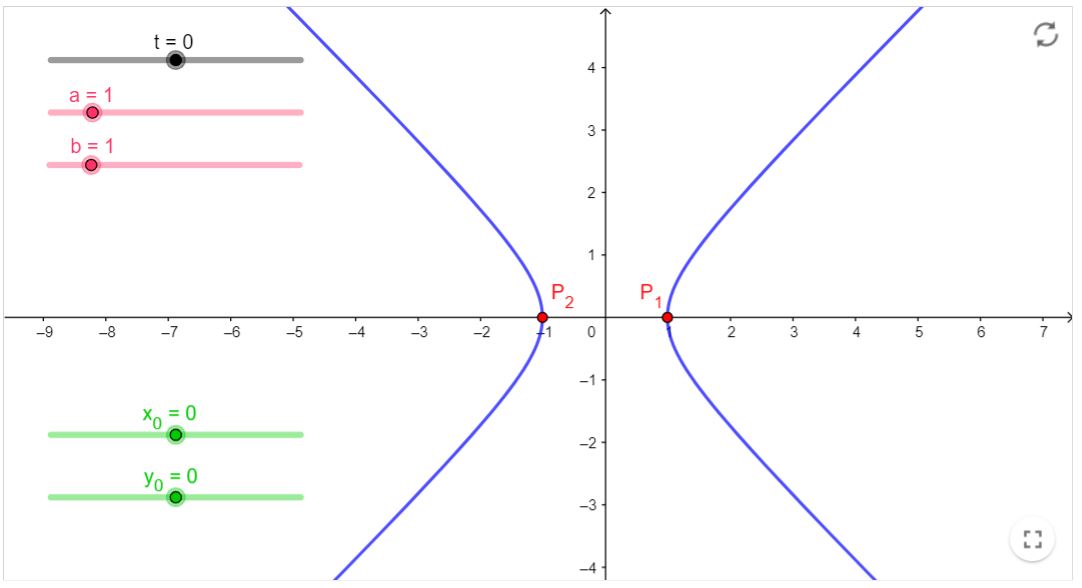 t = 0
a = 1
b = 1
P₂
P₁
x₀ = 0
y₀ = 0
4
3
2
1
–9 –8 –7 –6 –5 –4 –3 –2 –1 0 1 2 3 4 5 6 7
–1
–2
–3
–4